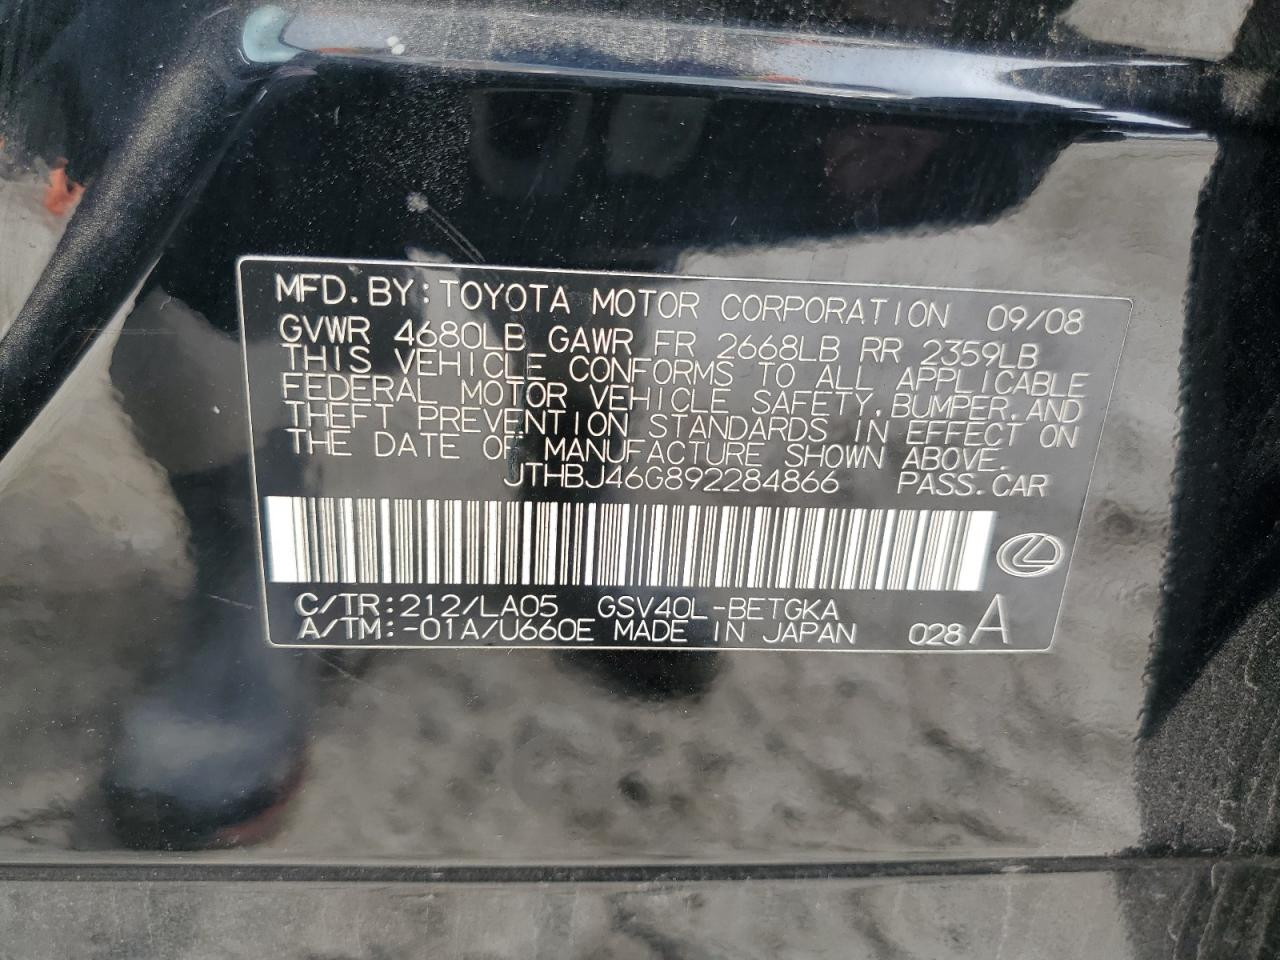 MFD. BY: TOYOTA MOTOR CORPORATION 09/08
GVWR 4680LB GAWR FR 2668LB RR 2359LB
THIS VEHICLE CONFORMS TO ALL APPLICABLE
FEDERAL MOTOR VEHICLE SAFETY, BUMPER, AND
THEFT PREVENTION STANDARDS IN EFFECT ON
THE DATE OF MANUFACTURE SHOWN ABOVE.
JTHBJ46G892284866 PASS. CAR
C/TR: 212/LA05 GSV40L-BETGKA
A/TM: -01A/U660E MADE IN JAPAN 028 A